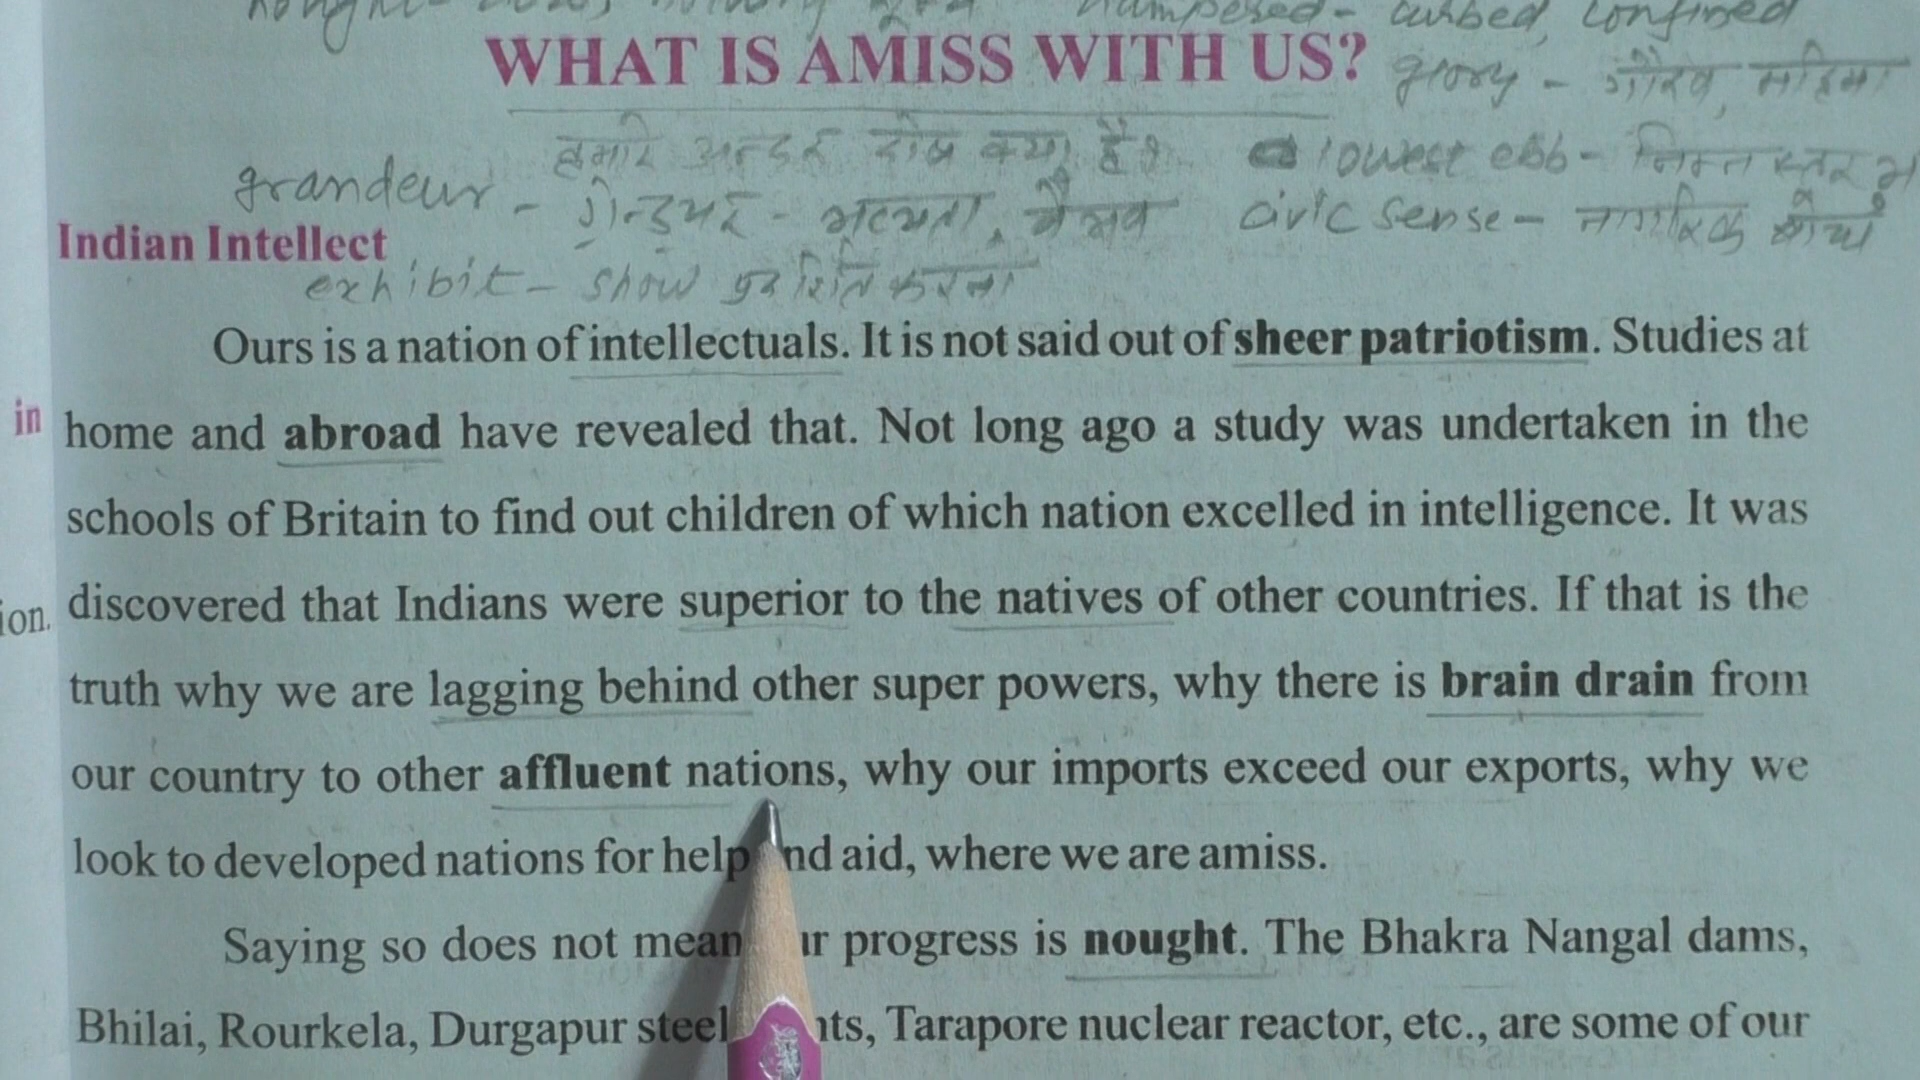 hampered - curbed, confined
WHAT IS AMISS WITH US?
glory - गौरव, महिमा
हमारे अन्दर दोष क्या है?
lowest ebb - निम्न स्तर
grandeur - ग्रेन्ड्यर - भव्यता, वैभव
civic sense - नागरिक
Indian Intellect
exhibit - show प्रदर्शित करना
Ours is a nation of intellectuals. It is not said out of sheer patriotism. Studies at
in
home and abroad have revealed that. Not long ago a study was undertaken in the
schools of Britain to find out children of which nation excelled in intelligence. It was
ion.
discovered that Indians were superior to the natives of other countries. If that is the
truth why we are lagging behind other super powers, why there is brain drain from
our country to other affluent nations, why our imports exceed our exports, why we
look to developed nations for help nd aid, where we are amiss.
Saying so does not mean ur progress is nought. The Bhakra Nangal dams,
Bhilai, Rourkela, Durgapur steel nts, Tarapore nuclear reactor, etc., are some of our